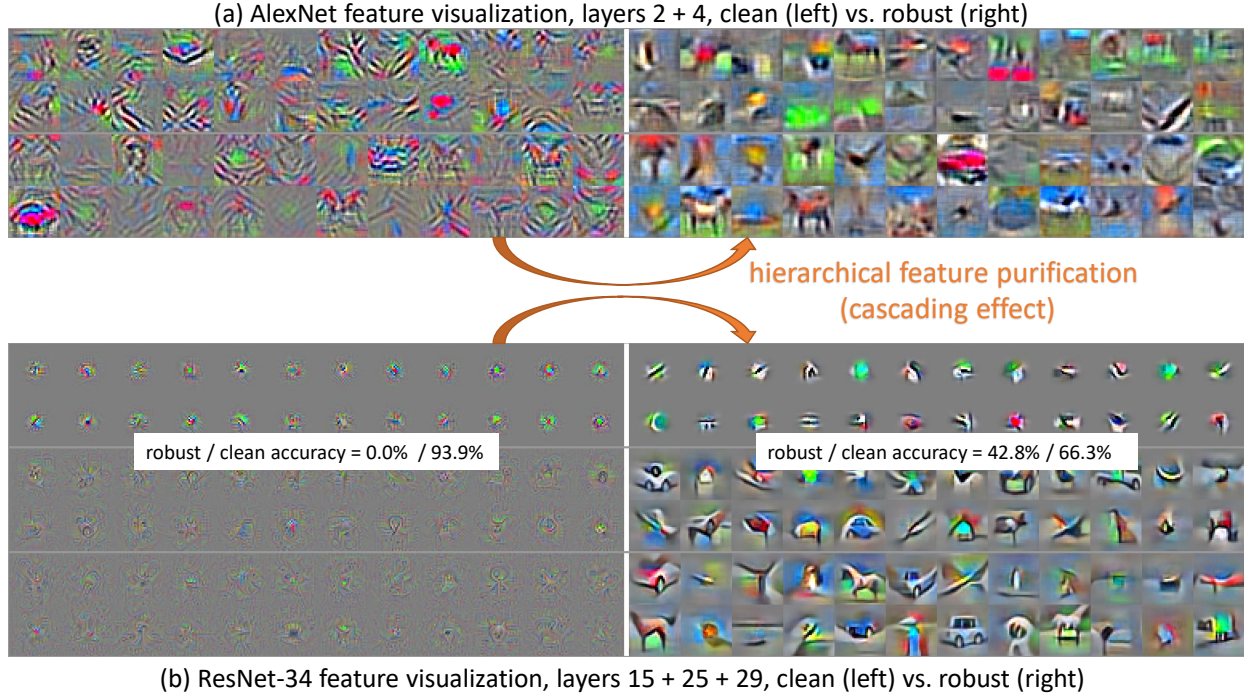 (a) AlexNet feature visualization, layers 2 + 4, clean (left) vs. robust (right)
hierarchical feature purification
(cascading effect)
robust / clean accuracy = 0.0%  / 93.9%
robust / clean accuracy = 42.8% / 66.3%
(b) ResNet-34 feature visualization, layers 15 + 25 + 29, clean (left) vs. robust (right)